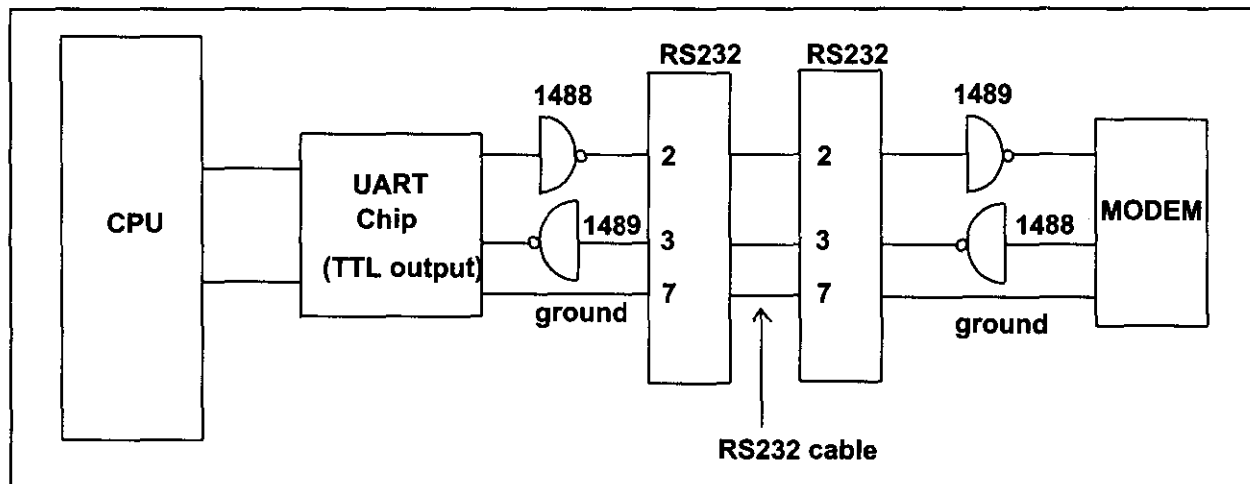 RS232
RS232
1488
1489
2
2
UART
Chip
(TTL output)
CPU
MODEM
1489
3
3
1488
7
7
ground
ground
RS232 cable